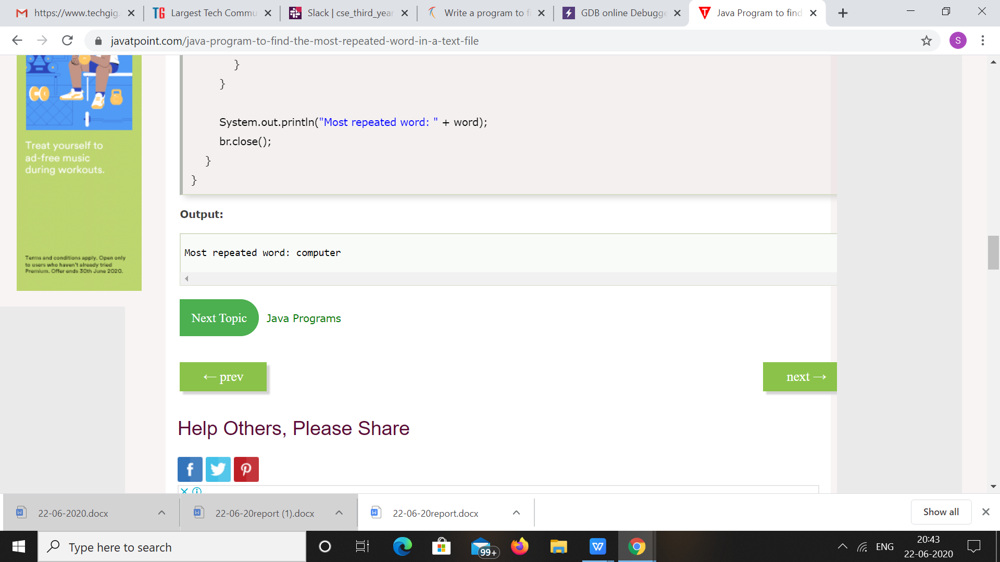 https://www.techgig.
Largest Tech Commu
Slack | cse_third_year
Write a program to fi
GDB online Debugge
Java Program to find
javatpoint.com/java-program-to-find-the-most-repeated-word-in-a-text-file
S
}
}
System.out.println("Most repeated word: " + word);
br.close();
}
}
Treat yourself to
ad-free music
during workouts.
Terms and conditions apply. Open only
to users who haven't already tried
Premium. Offer ends 30th June 2020.
Output:
Most repeated word: computer
Next Topic
Java Programs
← prev
next →
Help Others, Please Share
22-06-2020.docx
22-06-20report (1).docx
22-06-20report.docx
Show all
Type here to search
99+
ENG
20:43
22-06-2020